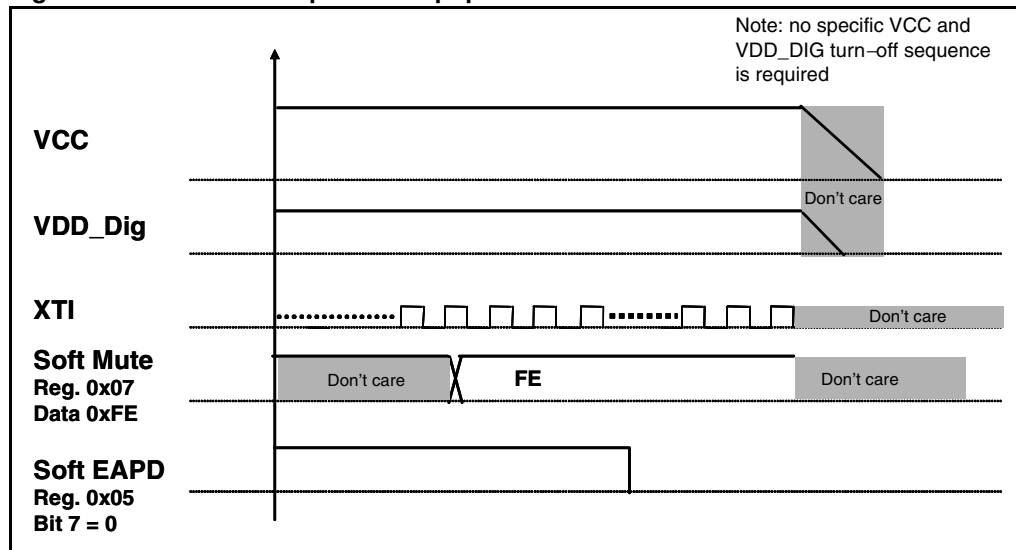 Note: no specific VCC and
VDD_DIG turn–off sequence
is required
VCC
Don't care
VDD_Dig
XTI
Don't care
Soft Mute
Reg. 0x07
Data 0xFE
Don't care
FE
Don't care
Soft EAPD
Reg. 0x05
Bit 7 = 0